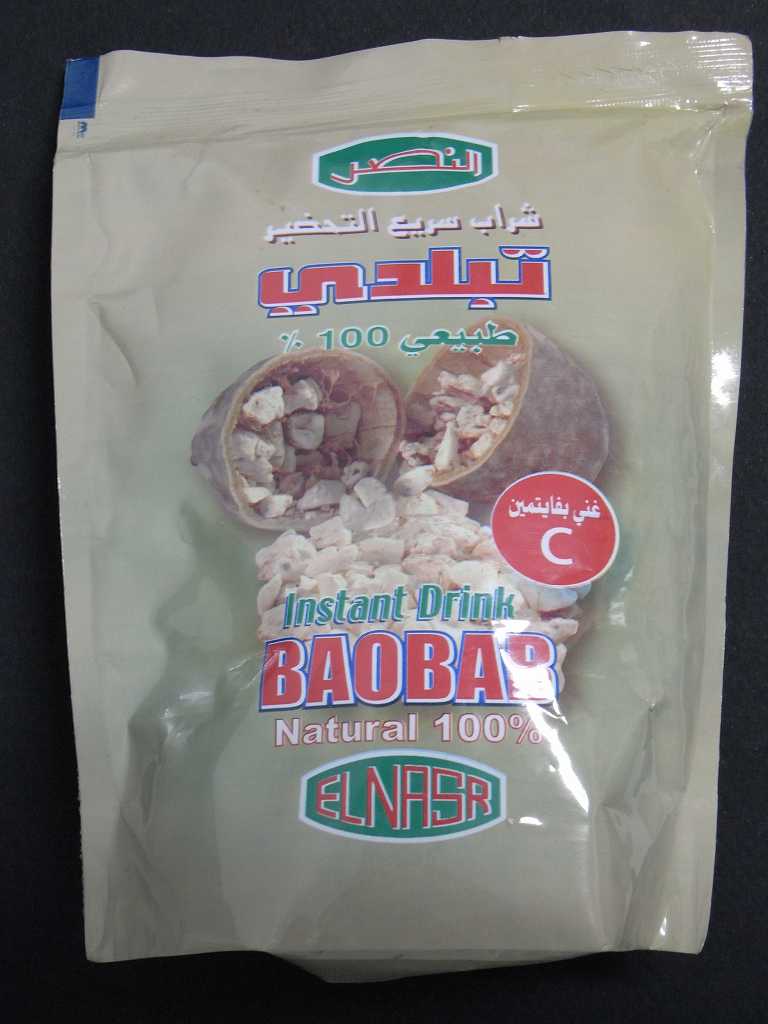 النصر
شراب سريع التحضير
تبلدي
طبيعي 100 %
غني بفايتمين
C
Instant Drink
BAOBAB
Natural 100%
ELNASR